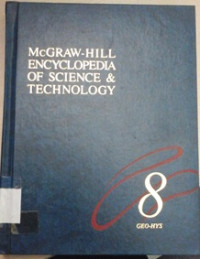 McGRAW-HILL
ENCYCLOPEDIA
OF SCIENCE &
TECHNOLOGY
8
GEO-HYS